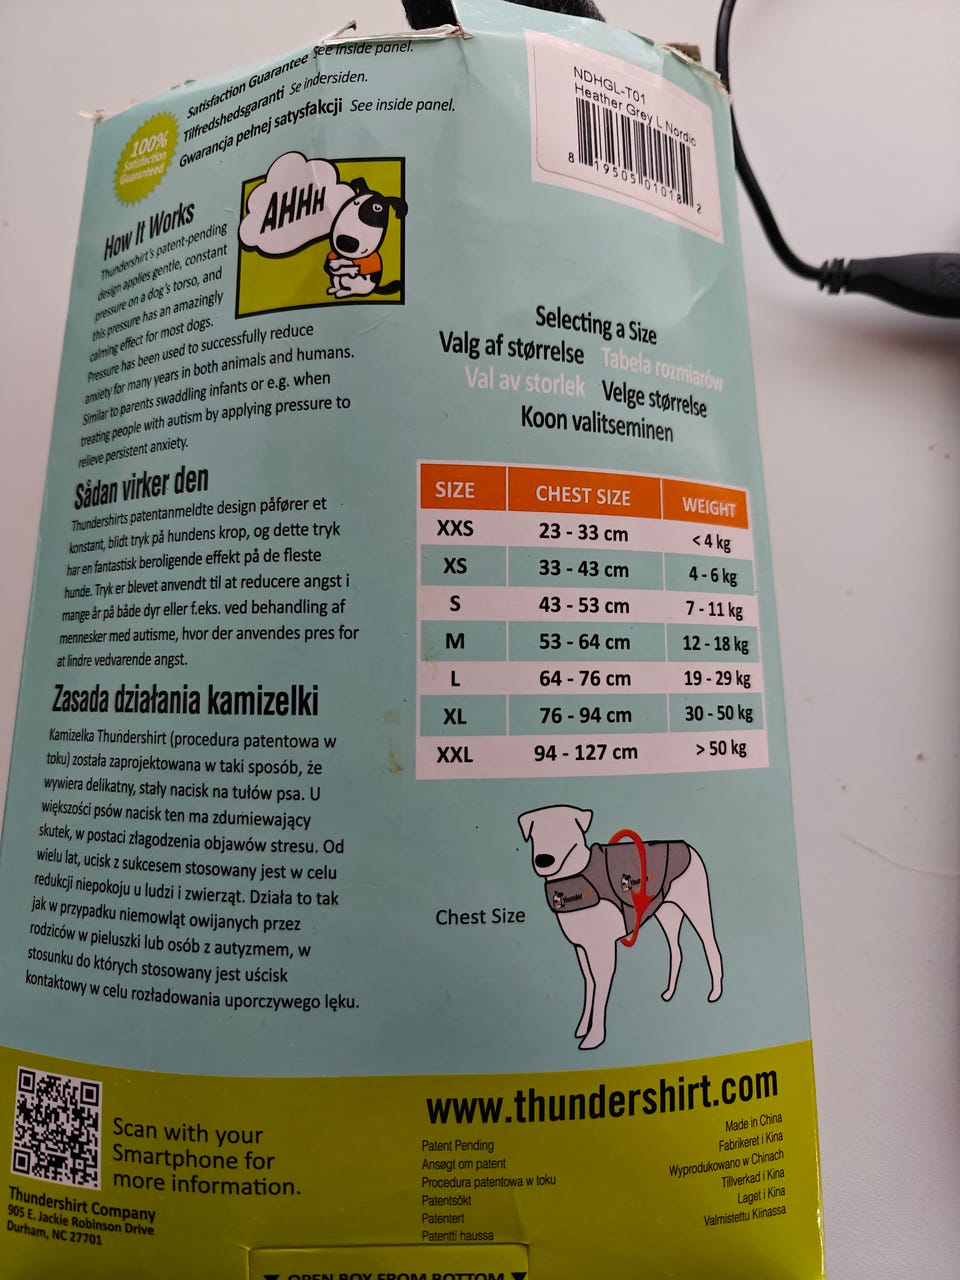 Satisfaction Guarantee See inside panel.
Tilfredshedsgaranti Se indersiden.
Gwarancja pełnej satysfakcji See inside panel.
100%
Satisfaction
Guaranteed
NDHGL-T01
Heather Grey L Nordic
8 19505 01018 2
AHHH
How It Works
Thundershirt's patent-pending
design applies gentle, constant
pressure on a dog's torso, and
this pressure has an amazingly
calming effect for most dogs.
Pressure has been used to successfully reduce
anxiety for many years in both animals and humans.
Similar to parents swaddling infants or e.g. when
treating people with autism by applying pressure to
relieve persistent anxiety.
Sådan virker den
Thundershirts patentanmeldte design påfører et
konstant, blidt tryk på hundens krop, og dette tryk
har en fantastisk beroligende effekt på de fleste
hunde. Tryk er blevet anvendt til at reducere angst i
mange år på både dyr eller f.eks. ved behandling af
mennesker med autisme, hvor der anvendes pres for
at lindre vedvarende angst.
Zasada działania kamizelki
Kamizelka Thundershirt (procedura patentowa w
toku) została zaprojektowana w taki sposób, że
wywiera delikatny, stały nacisk na tułów psa. U
większości psów nacisk ten ma zdumiewający
skutek, w postaci złagodzenia objawów stresu. Od
wielu lat, ucisk z sukcesem stosowany jest w celu
redukcji niepokoju u ludzi i zwierząt. Działa to tak
jak w przypadku niemowląt owijanych przez
rodziców w pieluszki lub osób z autyzmem, w
stosunku do których stosowany jest uścisk
kontaktowy w celu rozładowania uporczywego lęku.
Selecting a Size
Valg af størrelse Tabela rozmiarów
Val av storlek Velge størrelse
Koon valitseminen
SIZE CHEST SIZE WEIGHT
XXS 23 - 33 cm < 4 kg
XS 33 - 43 cm 4 - 6 kg
S 43 - 53 cm 7 - 11 kg
M 53 - 64 cm 12 - 18 kg
L 64 - 76 cm 19 - 29 kg
XL 76 - 94 cm 30 - 50 kg
XXL 94 - 127 cm > 50 kg
Chest Size
Thunder
Thunder
Scan with your
Smartphone for
more information.
Thundershirt Company
905 E. Jackie Robinson Drive
Durham, NC 27701
www.thundershirt.com
Patent Pending
Ansøgt om patent
Procedura patentowa w toku
Patentsökt
Patentert
Patentti haussa
Made in China
Fabrikeret i Kina
Wyprodukowano w Chinach
Tillverkad i Kina
Laget i Kina
Valmistettu Kiinassa
▼ OPEN BOX FROM BOTTOM ▼